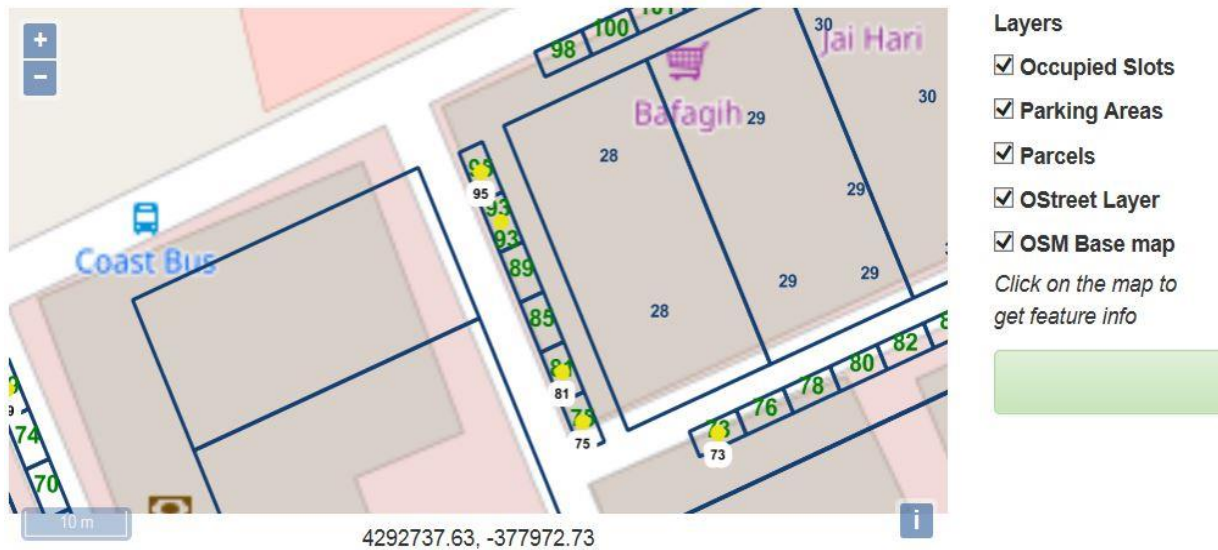 +
−
98
100
30
Jai Hari
Bafagih
29
30
28
95
93
93
29
Coast Bus
89
85
28
29
29
82
80
78
76
81
81
75
75
73
73
74
70
10 m
i
4292737.63, -377972.73
Layers
Occupied Slots
Parking Areas
Parcels
OStreet Layer
OSM Base map
Click on the map to
get feature info